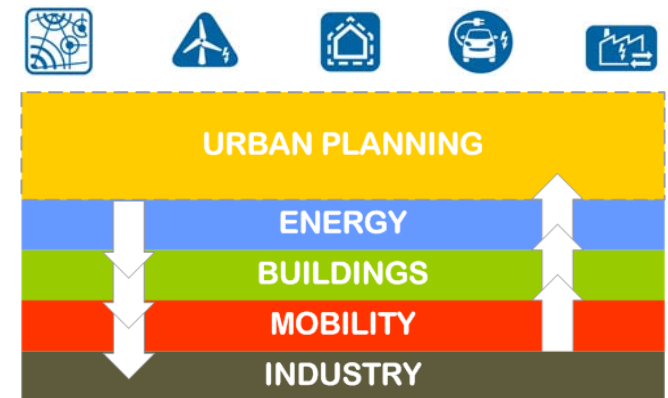 URBAN PLANNING
ENERGY
BUILDINGS
MOBILITY
INDUSTRY